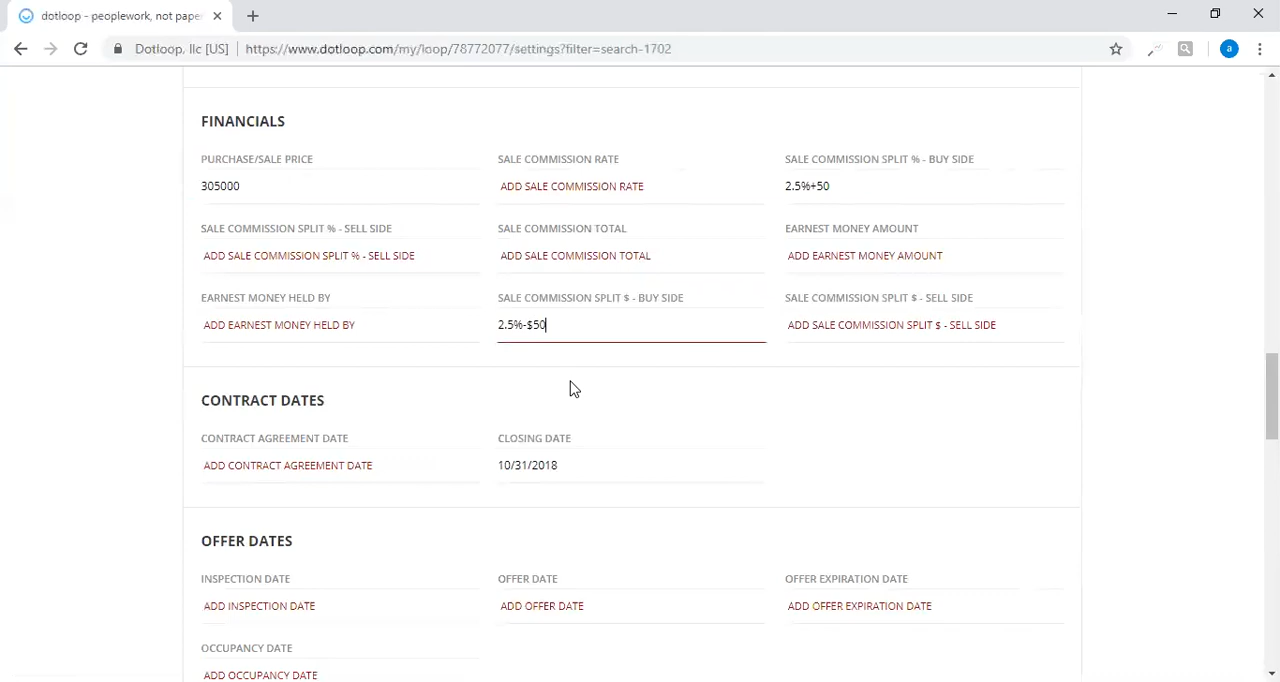 dotloop - peoplework, not paper
Dotloop, llc [US] https://www.dotloop.com/my/loop/78772077/settings?filter=search-1702
a
FINANCIALS
PURCHASE/SALE PRICE SALE COMMISSION RATE SALE COMMISSION SPLIT % - BUY SIDE
305000 ADD SALE COMMISSION RATE 2.5%+50
SALE COMMISSION SPLIT % - SELL SIDE SALE COMMISSION TOTAL EARNEST MONEY AMOUNT
ADD SALE COMMISSION SPLIT % - SELL SIDE ADD SALE COMMISSION TOTAL ADD EARNEST MONEY AMOUNT
EARNEST MONEY HELD BY SALE COMMISSION SPLIT $ - BUY SIDE SALE COMMISSION SPLIT $ - SELL SIDE
ADD EARNEST MONEY HELD BY 2.5%-$50 ADD SALE COMMISSION SPLIT $ - SELL SIDE
CONTRACT DATES
CONTRACT AGREEMENT DATE CLOSING DATE
ADD CONTRACT AGREEMENT DATE 10/31/2018
OFFER DATES
INSPECTION DATE OFFER DATE OFFER EXPIRATION DATE
ADD INSPECTION DATE ADD OFFER DATE ADD OFFER EXPIRATION DATE
OCCUPANCY DATE
ADD OCCUPANCY DATE